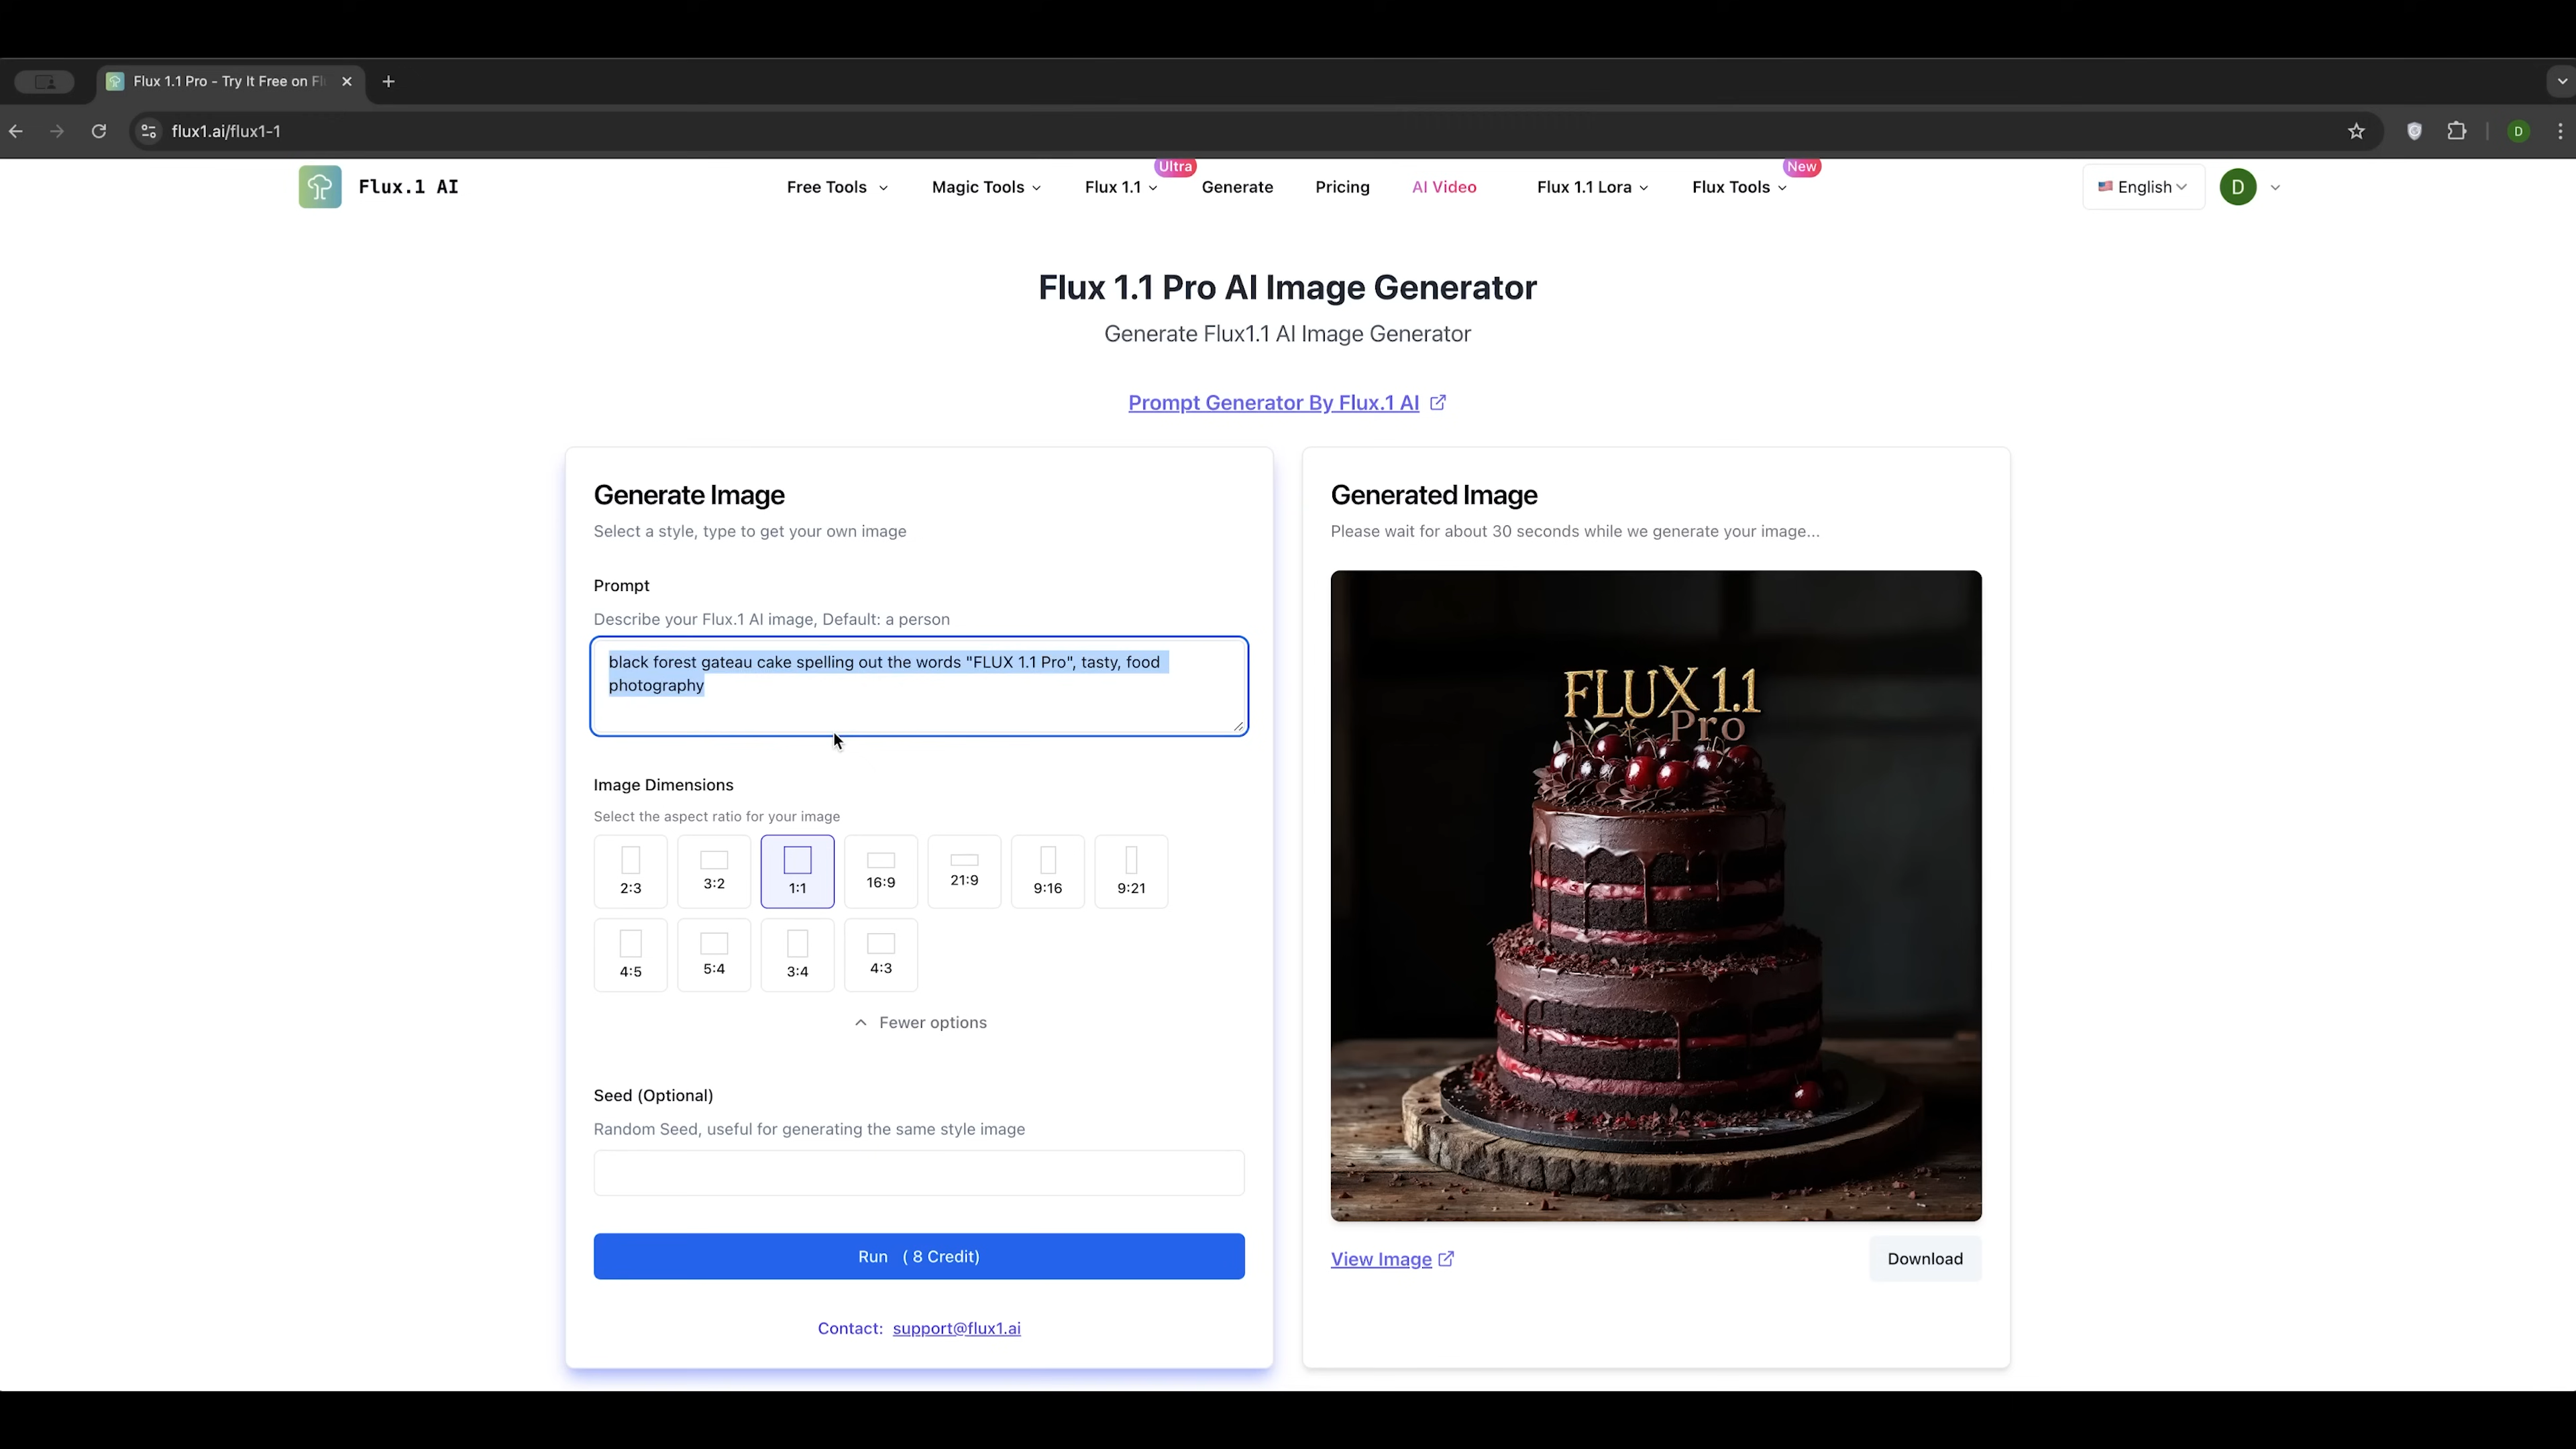 Flux 1.1 Pro - Try It Free on Fl
flux1.ai/flux1-1
D
Flux.1 AI
Free Tools
Magic Tools
Flux 1.1
Ultra
Generate
Pricing
AI Video
Flux 1.1 Lora
Flux Tools
New
English
D
Flux 1.1 Pro AI Image Generator
Generate Flux1.1 AI Image Generator
Prompt Generator By Flux.1 AI
Generate Image
Select a style, type to get your own image
Prompt
Describe your Flux.1 AI image, Default: a person
black forest gateau cake spelling out the words "FLUX 1.1 Pro", tasty, food
photography
Image Dimensions
Select the aspect ratio for your image
2:3 3:2 1:1 16:9 21:9 9:16 9:21
4:5 5:4 3:4 4:3
Fewer options
Seed (Optional)
Random Seed, useful for generating the same style image
Run ( 8 Credit)
Contact: support@flux1.ai
Generated Image
Please wait for about 30 seconds while we generate your image...
FLUX 1.1
Pro
View Image
Download